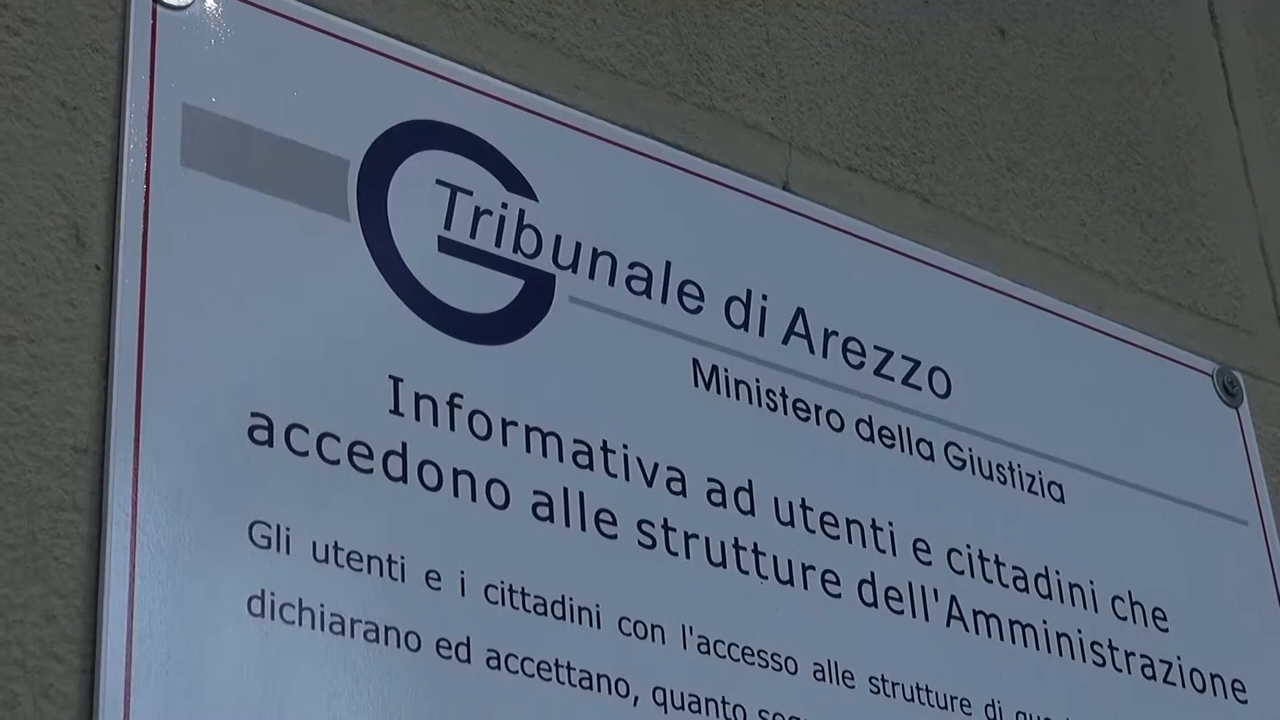 Tribunale di Arezzo
Ministero della Giustizia
Informativa ad utenti e cittadini che
accedono alle strutture dell'Amministrazione
Gli utenti e i cittadini con l'accesso alle strutture di
dichiarano ed accettano, quanto